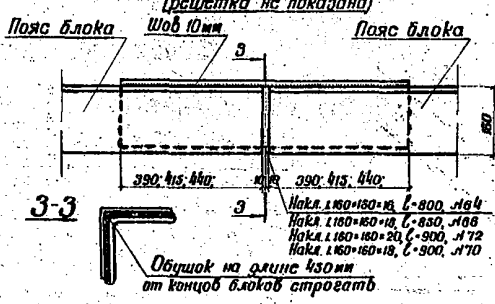 (решетка не показана)
Пояс блока
Шов 10мм
Пояс блока
3
160
390; 415; 440;
10
10
390; 415; 440;
3
3-3
Накл. L160×160×16, ℓ=800, №64
Накл. L160×160×18, ℓ=850, №68
Накл. L160×160×20, ℓ=900, №72
Накл. L160×160×18, ℓ=900, №70
Обушок на длине 430мм
от концов блоков строгать